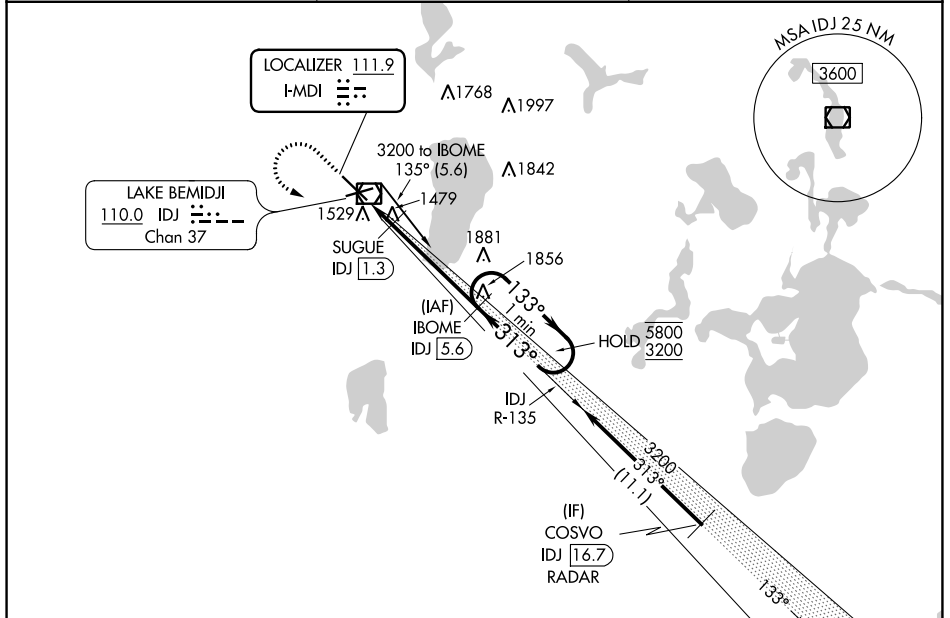 MSA IDJ 25 NM
3600
LOCALIZER 111.9
I-MDI
1768
1997
3200 to IBOME
135° (5.6)
1842
LAKE BEMIDJI
110.0 IDJ
Chan 37
1529
1479
SUGUE
IDJ 1.3
1881
1856
(IAF)
IBOME
IDJ 5.6
133°
1 min
313°
HOLD 5800
3200
IDJ
R-135
3200
313°
(11.1)
(IF)
COSVO
IDJ 16.7
RADAR
133°